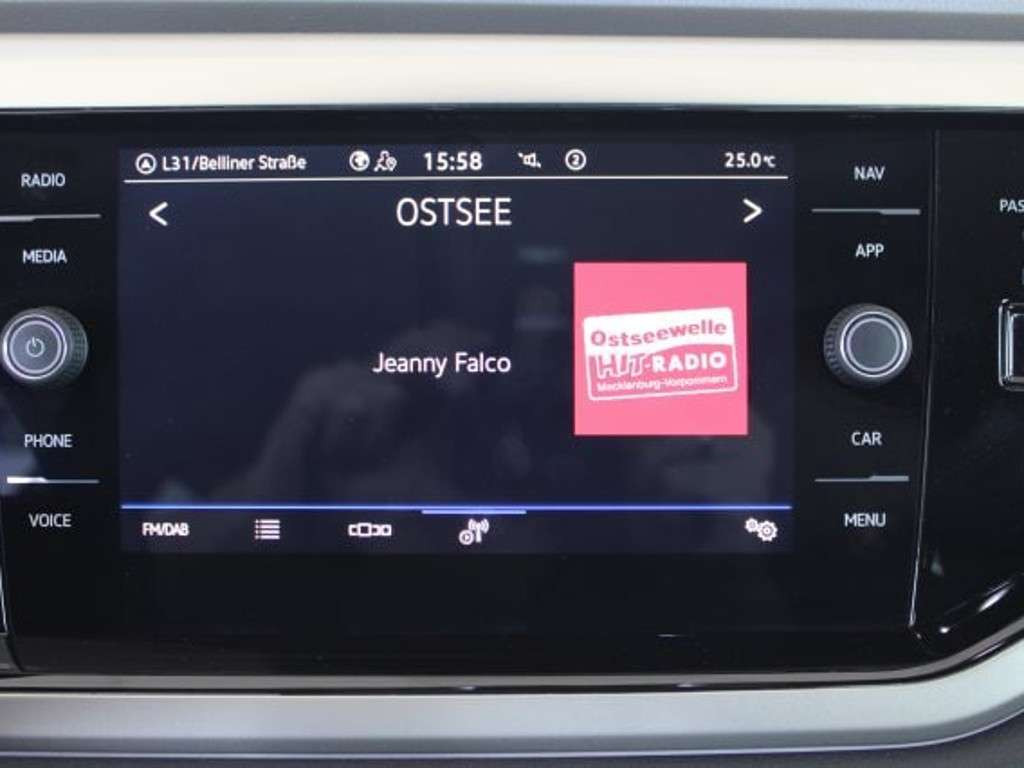 RADIO
MEDIA
PHONE
VOICE
L31/Belliner Straße
15:58
2
25.0°C
< OSTSEE >
Jeanny Falco
Ostseewelle
HIT-RADIO
Mecklenburg-Vorpommern
FM/DAB
NAV
APP
CAR
MENU
PAS